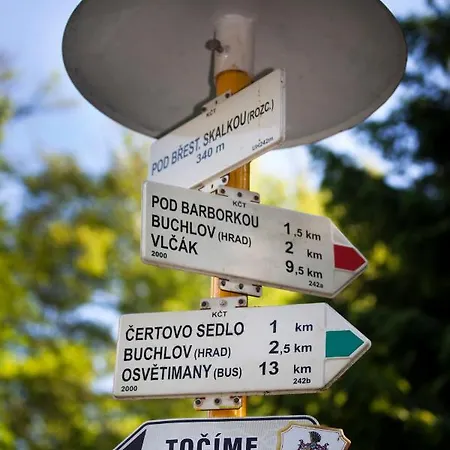 KČT
POD BŘEST. SKALKOU (ROZC.)
340 m
Uh242m
KČT
POD BARBORKOU 1,5 km
BUCHLOV (HRAD) 2 km
VLČÁK 9,5 km
2000 242a
KČT
ČERTOVO SEDLO 1 km
BUCHLOV (HRAD) 2,5 km
OSVĚTIMANY (BUS) 13 km
2000 242b
TOČÍME